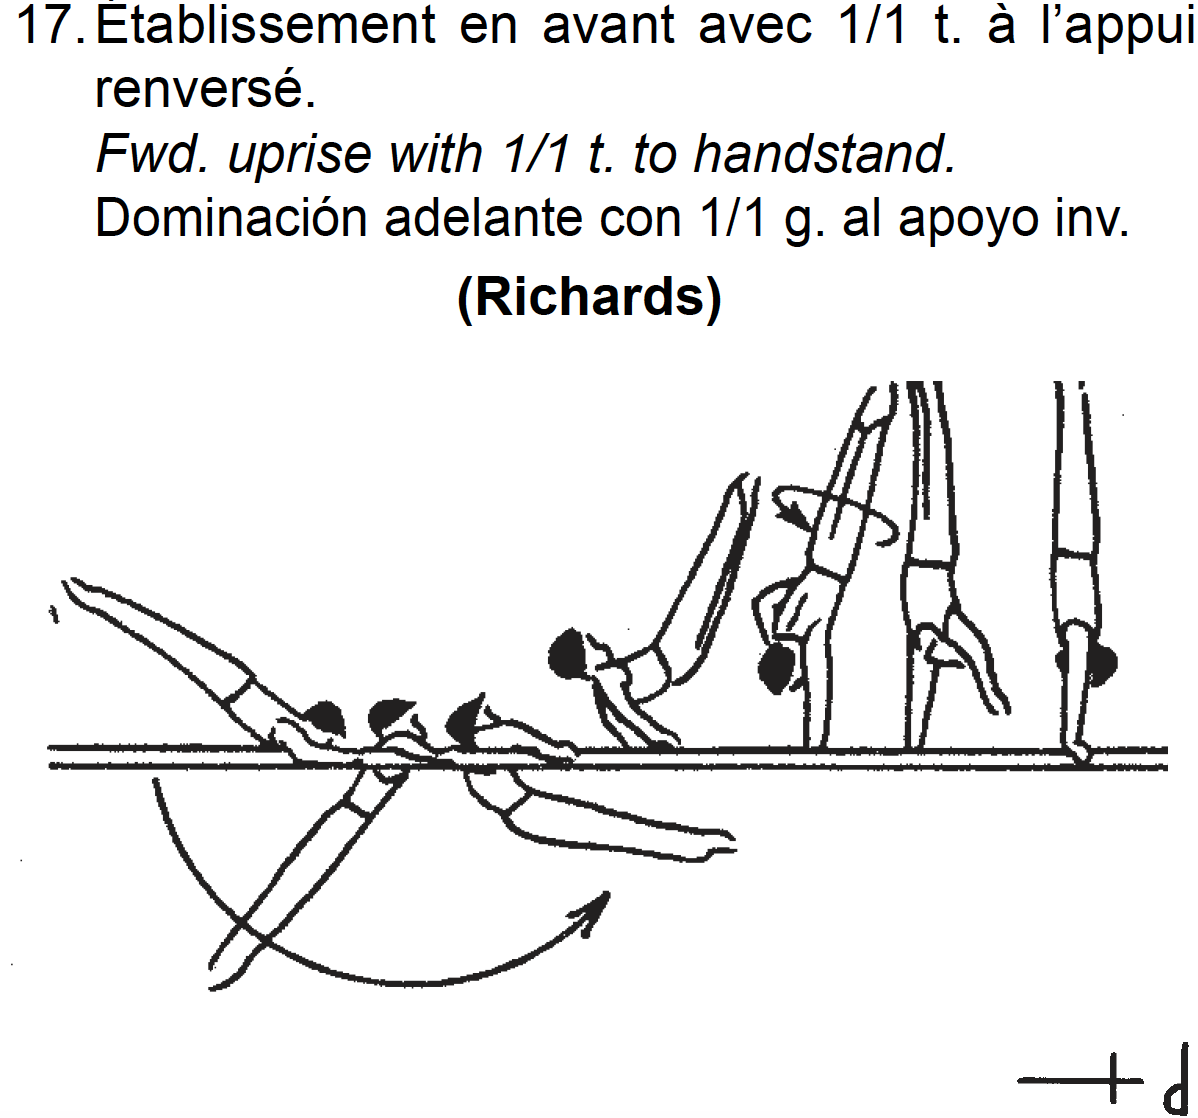 17. Établissement en avant avec 1/1 t. à l’appui
renversé.
Fwd. uprise with 1/1 t. to handstand.
Dominación adelante con 1/1 g. al apoyo inv.
(Richards)